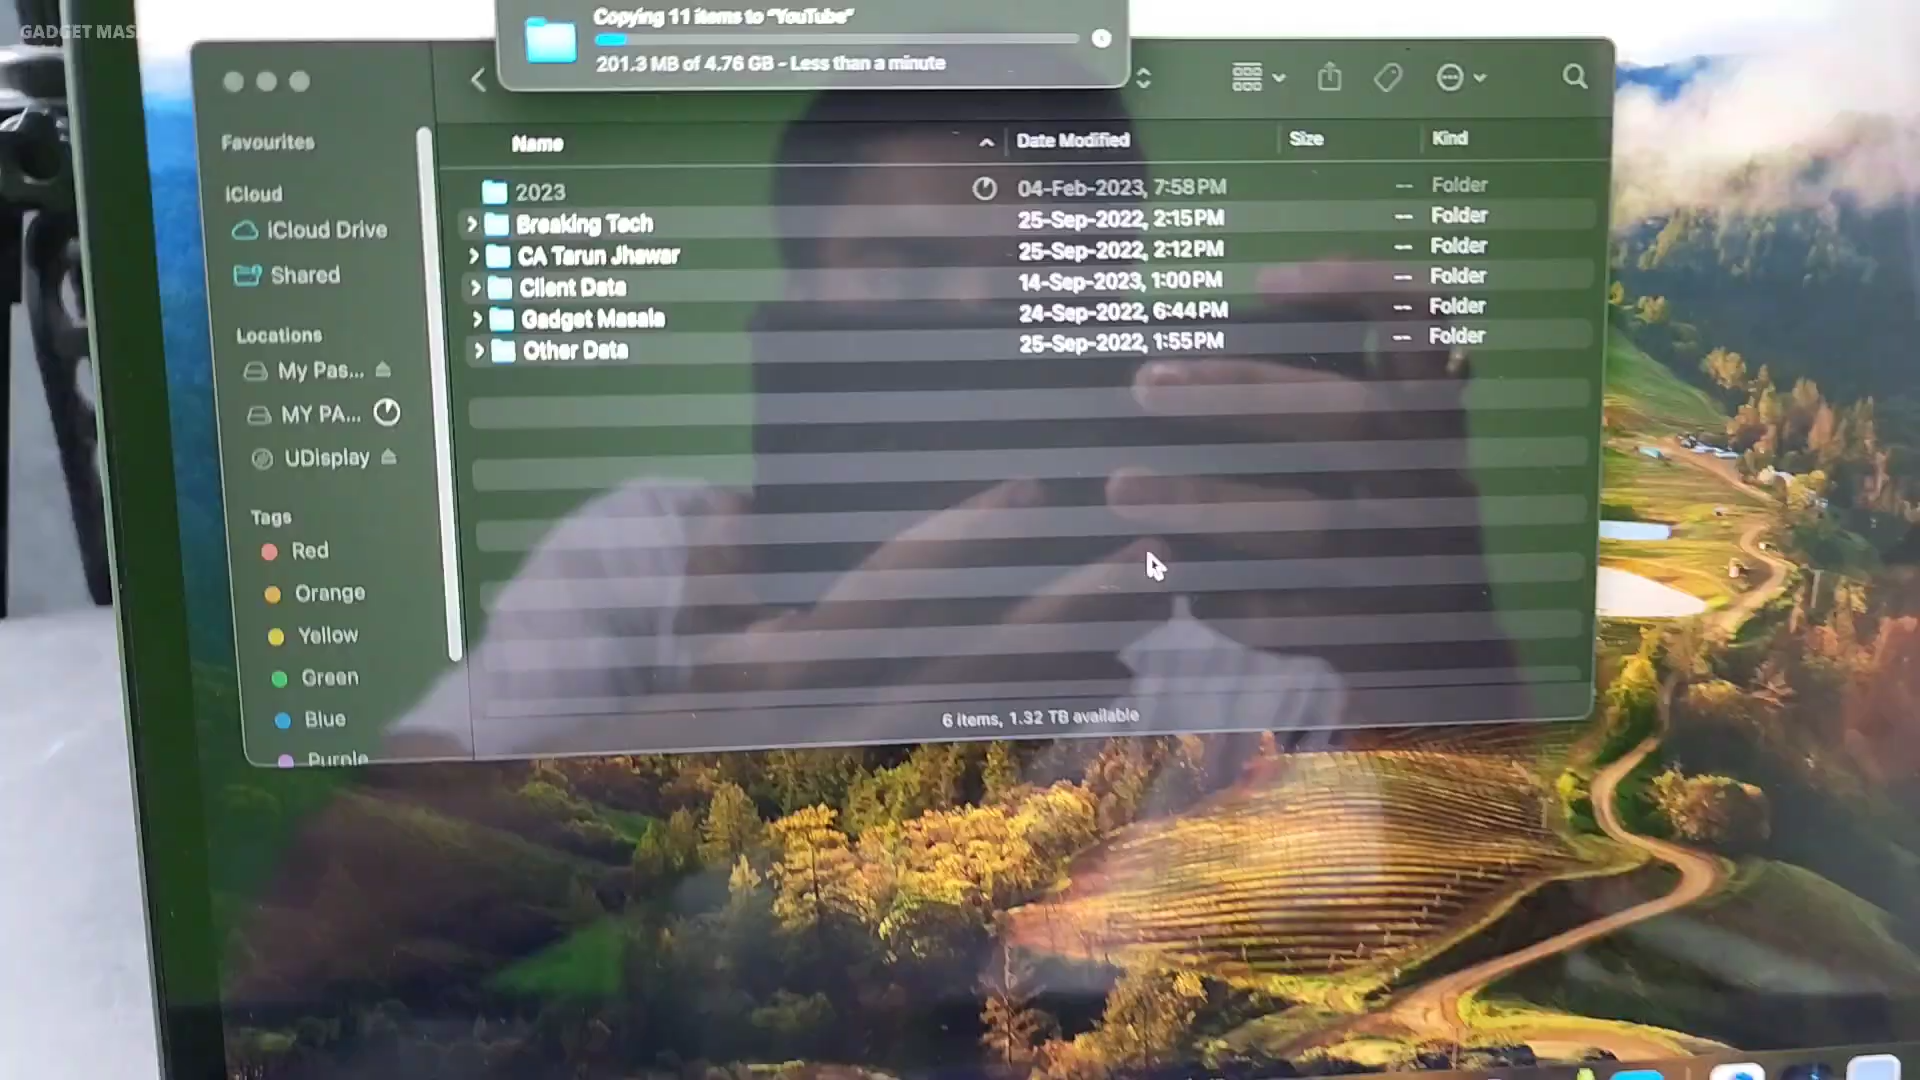 GADGET MAS
Copying 11 items to "YouTube"
201.3 MB of 4.76 GB - Less than a minute
Favourites
iCloud
iCloud Drive
Shared
Locations
My Pas...
MY PA...
UDisplay
Tags
Red
Orange
Yellow
Green
Blue
Purple
Name Date Modified Size Kind
2023 04-Feb-2023, 7:58 PM -- Folder
Breaking Tech 25-Sep-2022, 2:15 PM -- Folder
CA Tarun Jhawar 25-Sep-2022, 2:12 PM -- Folder
Client Data 14-Sep-2023, 1:00 PM -- Folder
Gadget Masala 24-Sep-2022, 6:44 PM -- Folder
Other Data 25-Sep-2022, 1:55 PM -- Folder
6 items, 1.32 TB available